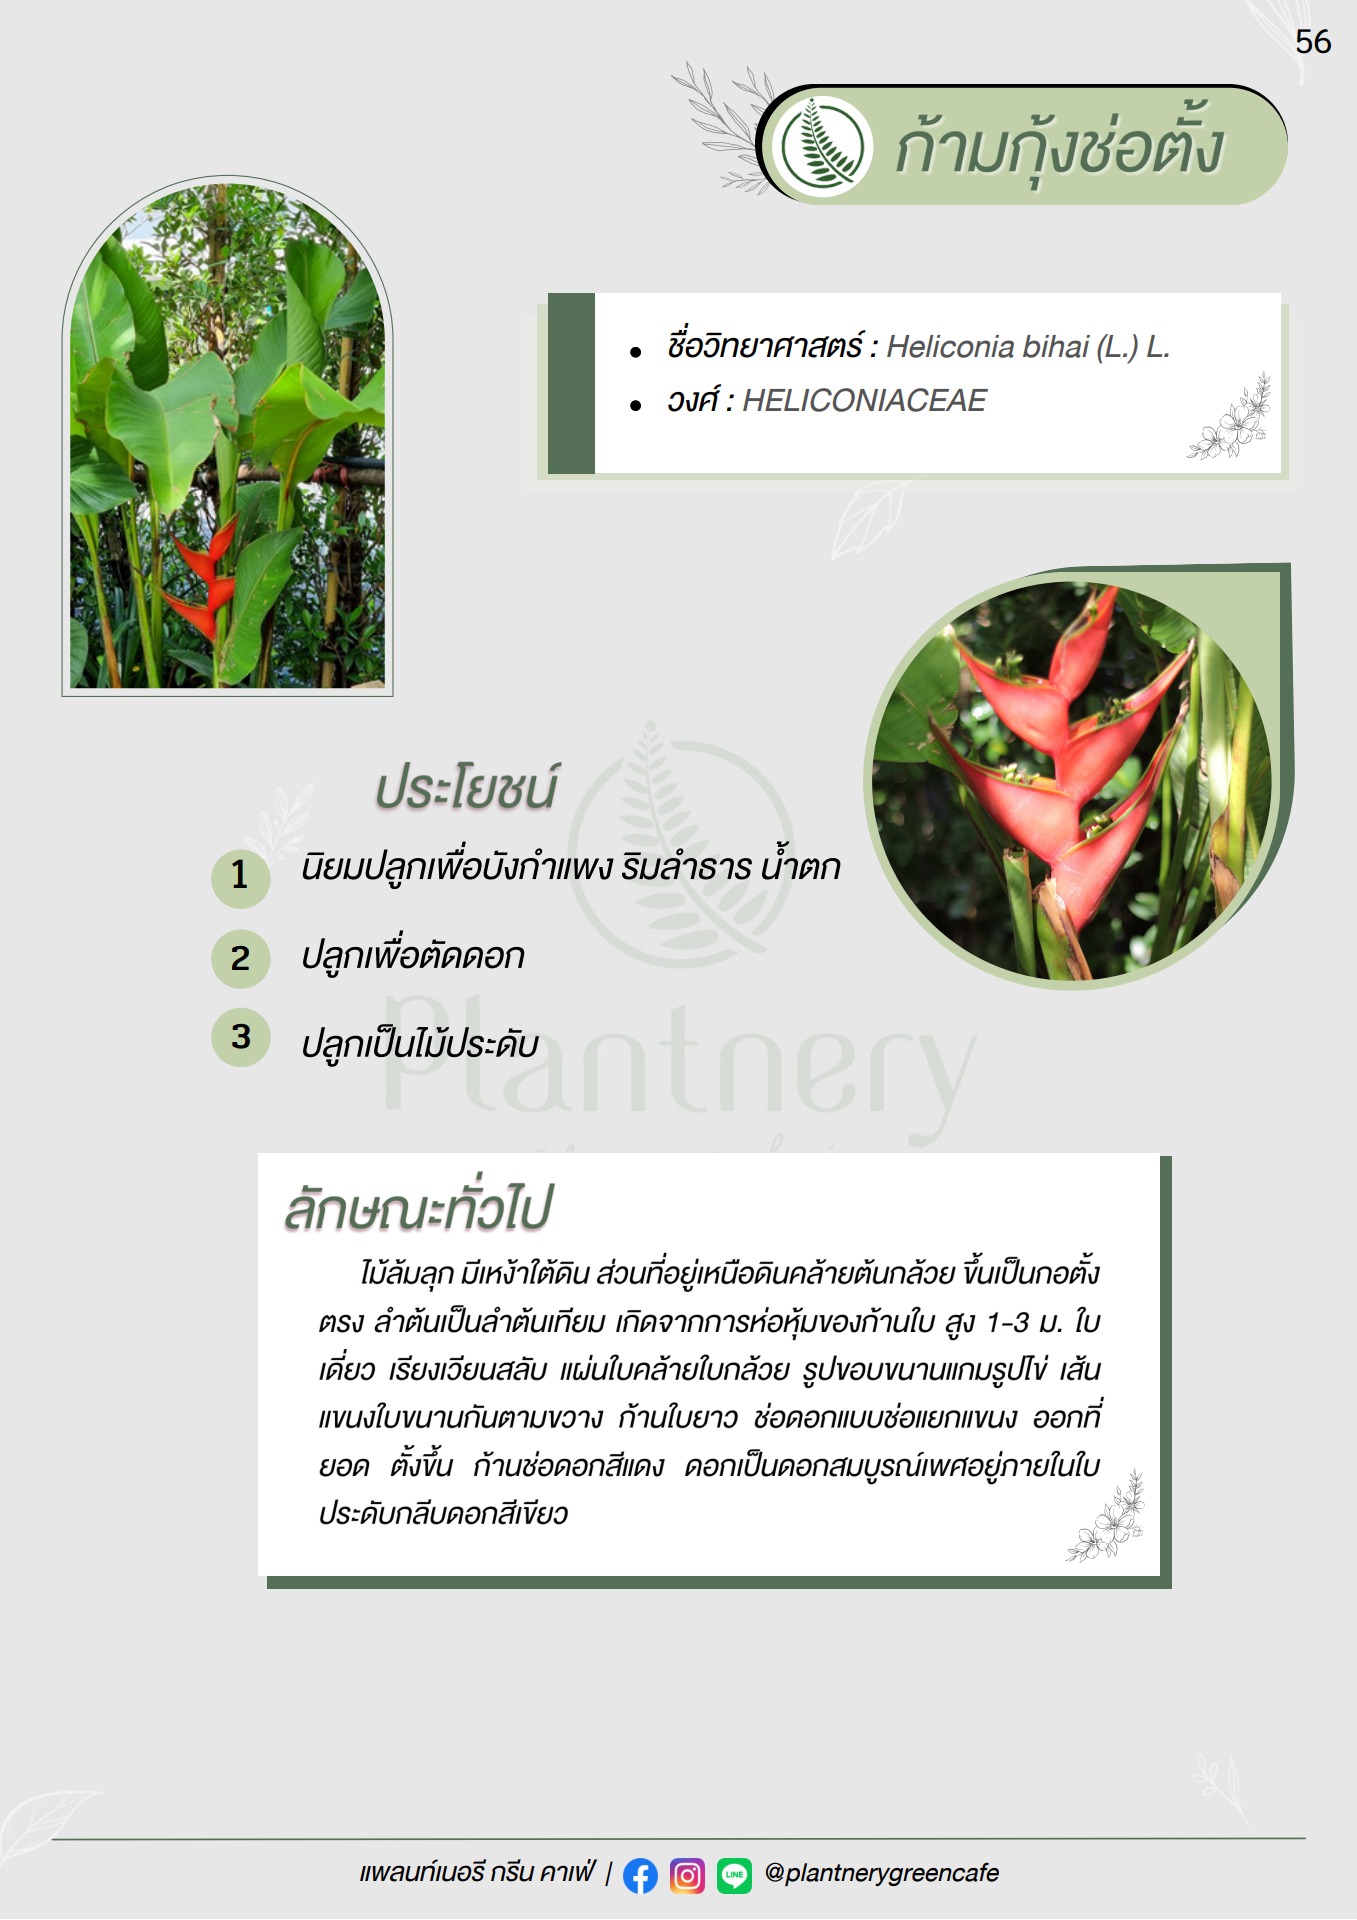 56
ก้ามกุ้งช่อตั้ง
ชื่อวิทยาศาสตร์ : Heliconia bihai (L.) L.
วงศ์ : HELICONIACEAE
ประโยชน์
1 นิยมปลูกเพื่อบังกำแพง ริมลำธาร น้ำตก
2 ปลูกเพื่อตัดดอก
3 ปลูกเป็นไม้ประดับ
Plantnery
ลักษณะทั่วไป
ไม้ล้มลุก มีเหง้าใต้ดิน ส่วนที่อยู่เหนือดินคล้ายต้นกล้วย ขึ้นเป็นกอตั้ง
ตรง ลำต้นเป็นลำต้นเทียม เกิดจากการห่อหุ้มของก้านใบ สูง 1-3 ม. ใบ
เดี่ยว เรียงเวียนสลับ แผ่นใบคล้ายใบกล้วย รูปขอบขนานแกมรูปไข่ เส้น
แขนงใบขนานกันตามขวาง ก้านใบยาว ช่อดอกแบบช่อแยกแขนง ออกที่
ยอด ตั้งขึ้น ก้านช่อดอกสีแดง ดอกเป็นดอกสมบูรณ์เพศอยู่ภายในใบ
ประดับกลีบดอกสีเขียว
แพลนท์เนอรี กรีน คาเฟ่ | LINE @plantnerygreencafe